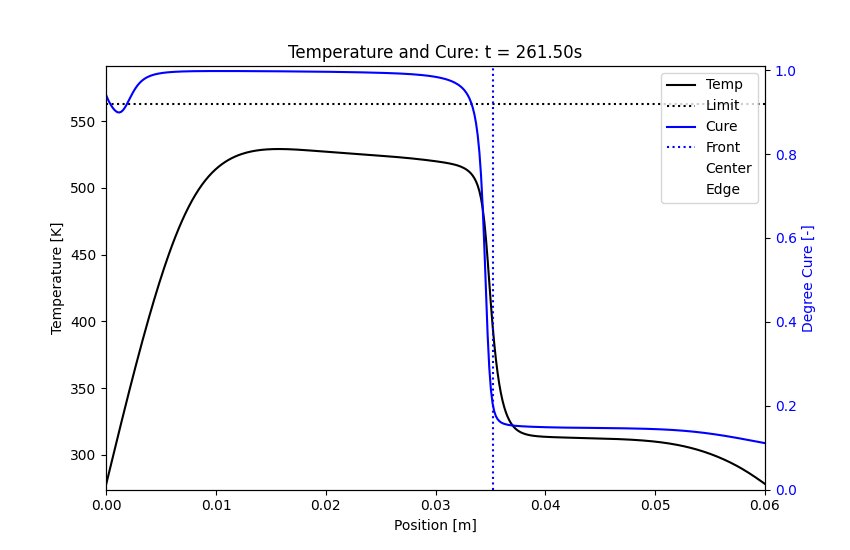 Temperature and Cure: t = 261.50s
Temp
Limit
Cure
Front
Center
Edge
Temperature [K]
550
500
450
400
350
300
1.0
0.8
0.6
0.4
0.2
0.0
Degree Cure [-]
0.00
0.01
0.02
0.03
0.04
0.05
0.06
Position [m]